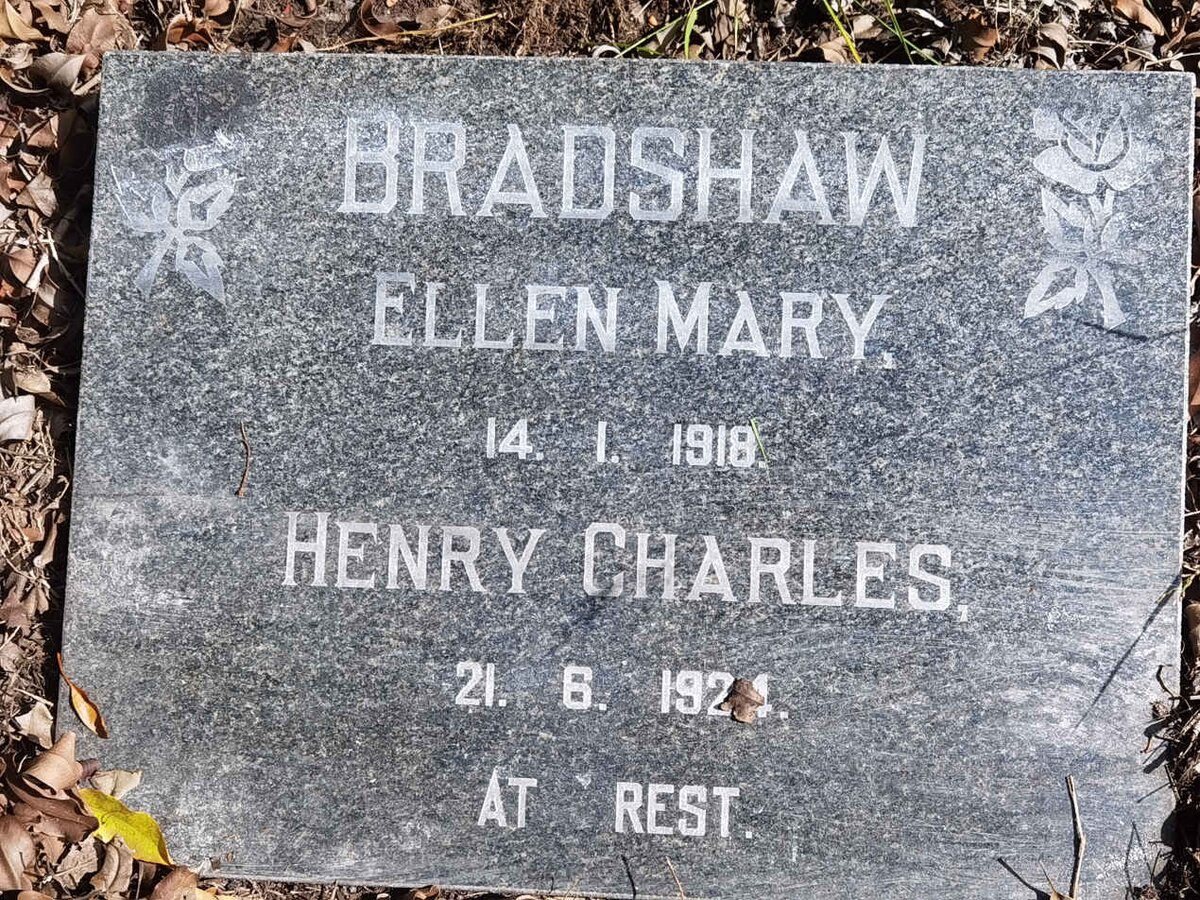 BRADSHAW
ELLEN MARY.
14. 1. 1918.
HENRY CHARLES,
21. 6. 1924.
AT REST.